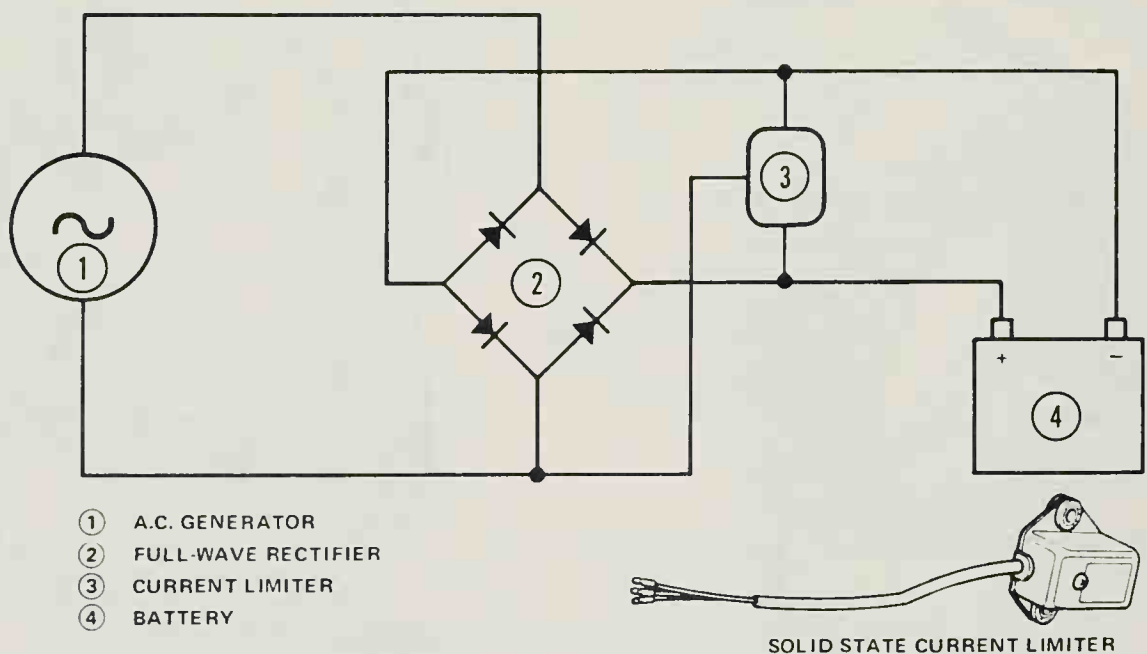 1
2
3
4
+ −
① A.C. GENERATOR
② FULL-WAVE RECTIFIER
③ CURRENT LIMITER
④ BATTERY
SOLID STATE CURRENT LIMITER